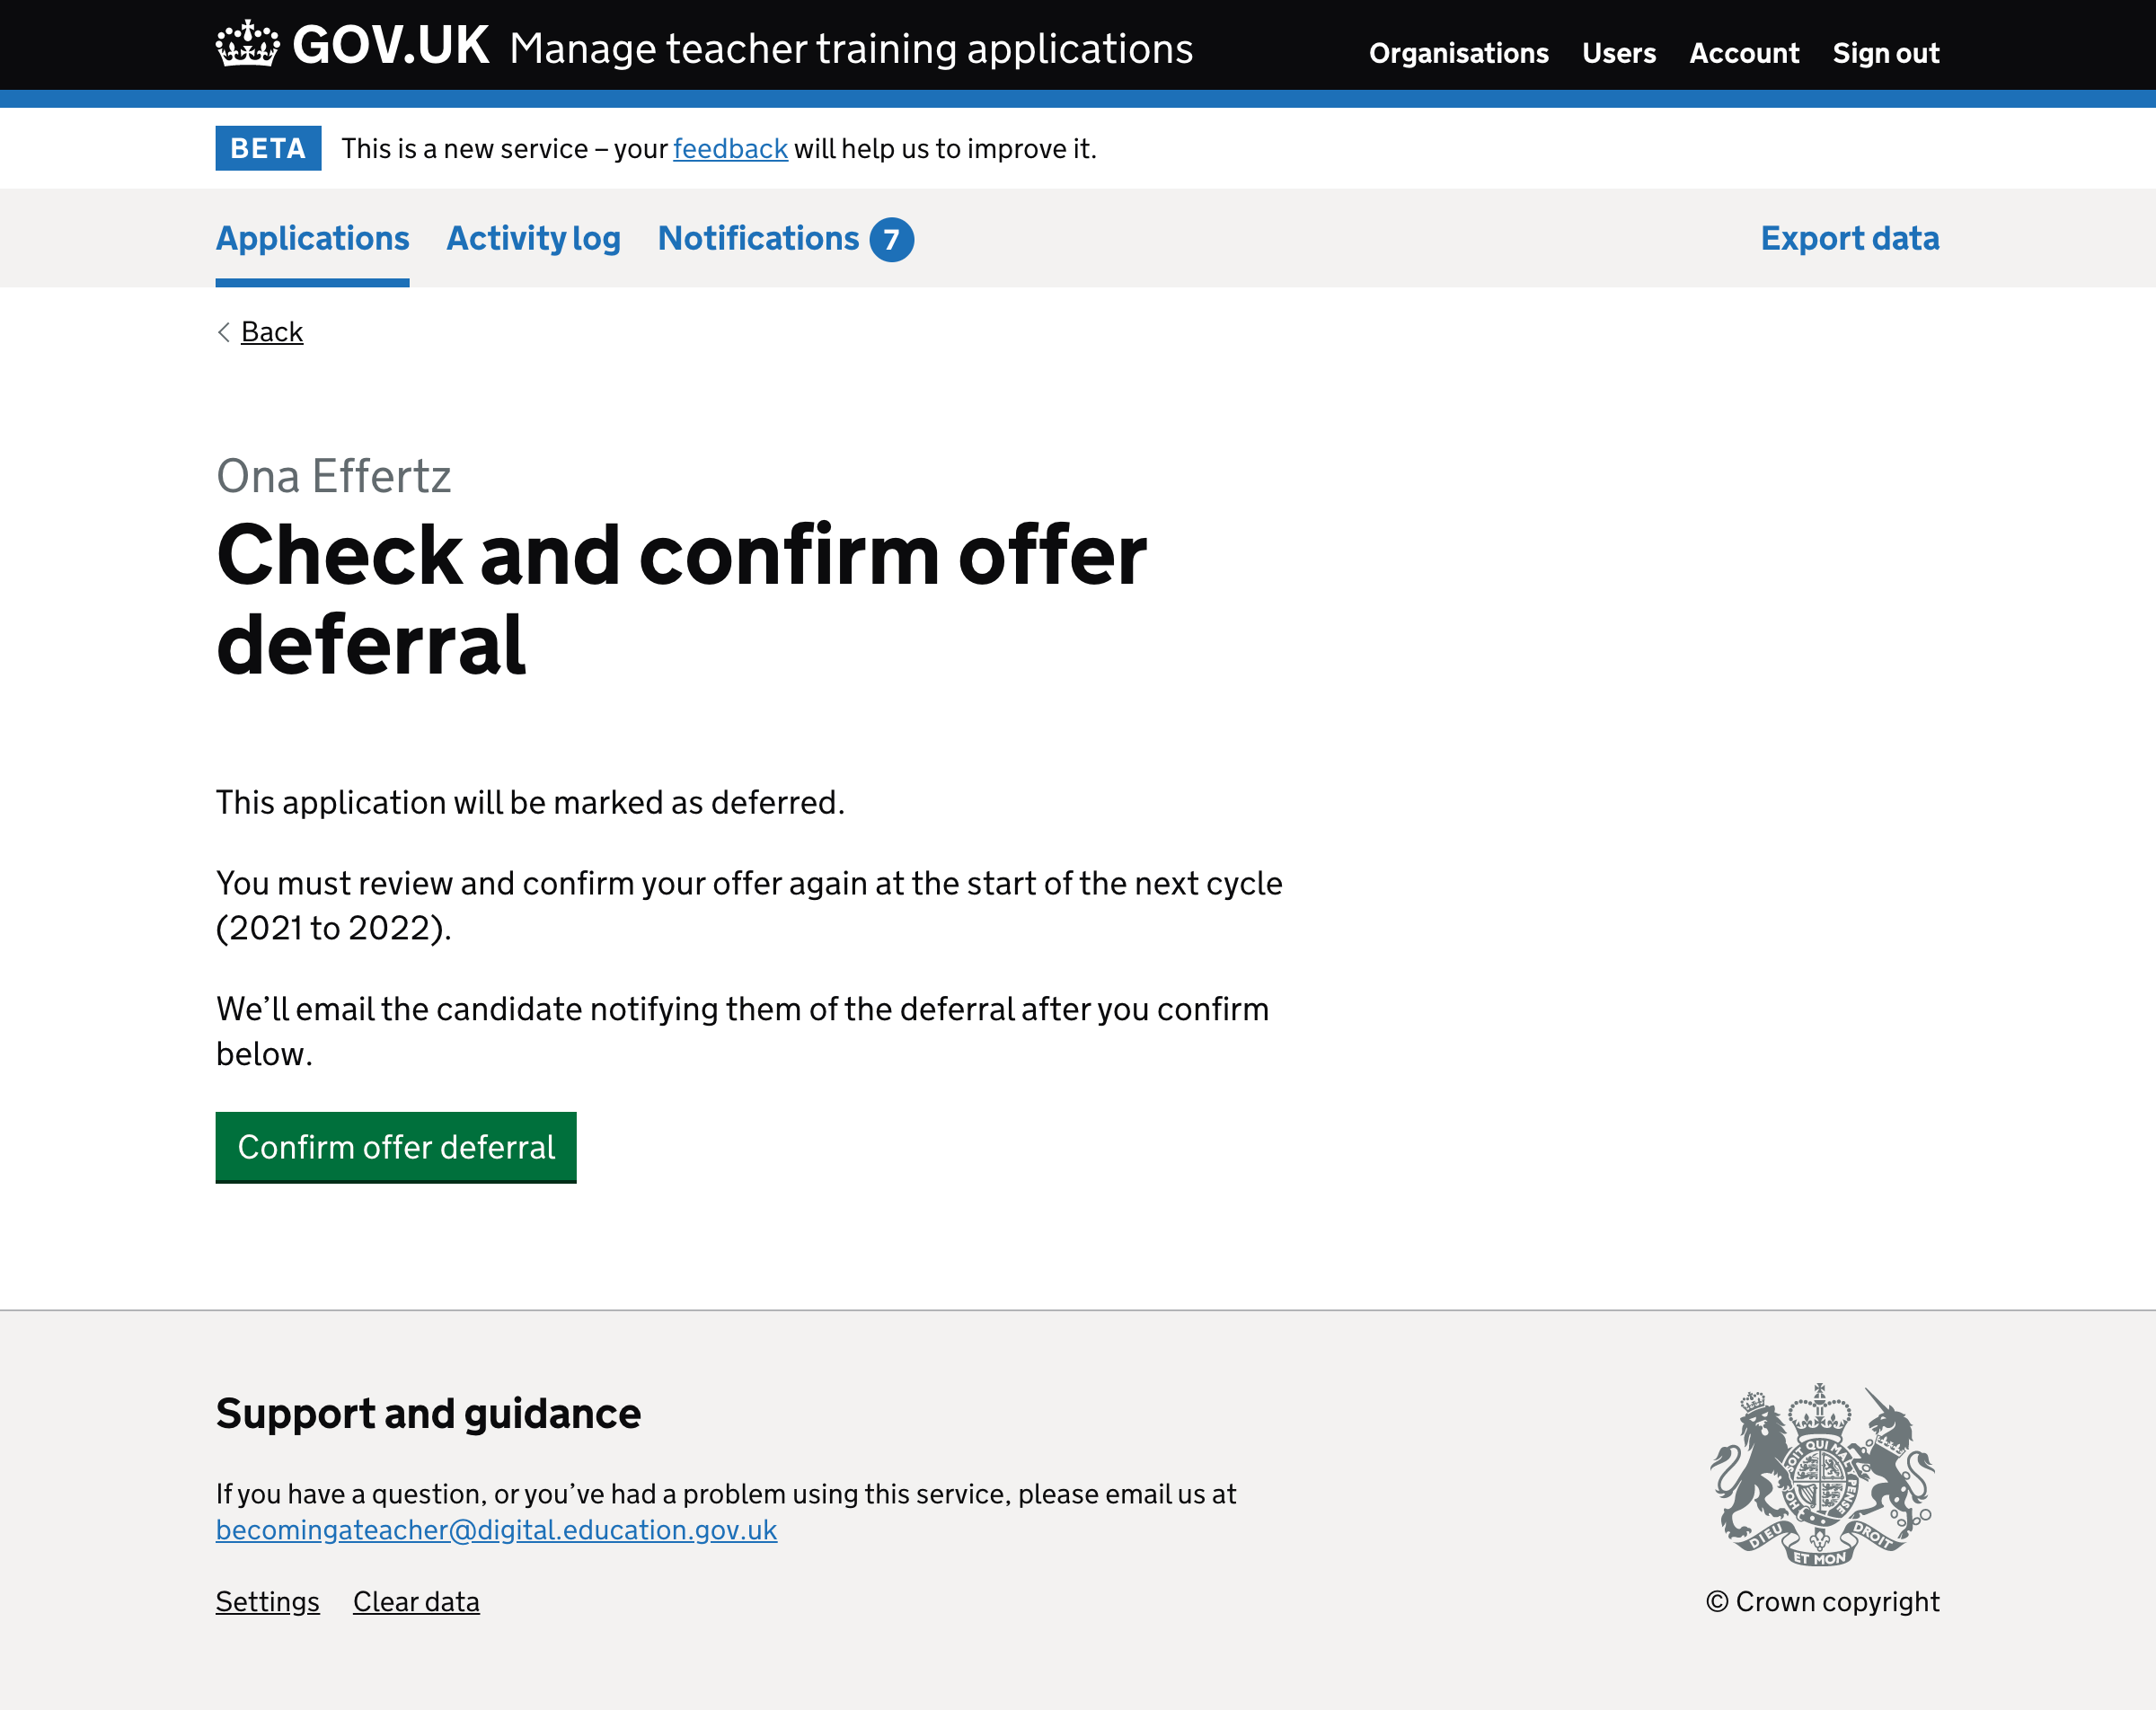 GOV.UK Manage teacher training applications Organisations Users Account Sign out
BETA This is a new service – your feedback will help us to improve it.
Applications Activity log Notifications 7 Export data
Back
Ona Effertz
Check and confirm offer
deferral
This application will be marked as deferred.
You must review and confirm your offer again at the start of the next cycle
(2021 to 2022).
We’ll email the candidate notifying them of the deferral after you confirm
below.
Confirm offer deferral
Support and guidance
If you have a question, or you’ve had a problem using this service, please email us at
becomingateacher@digital.education.gov.uk
Settings Clear data
QUI MAL
PENSE
DIEU ET MON DROIT
© Crown copyright